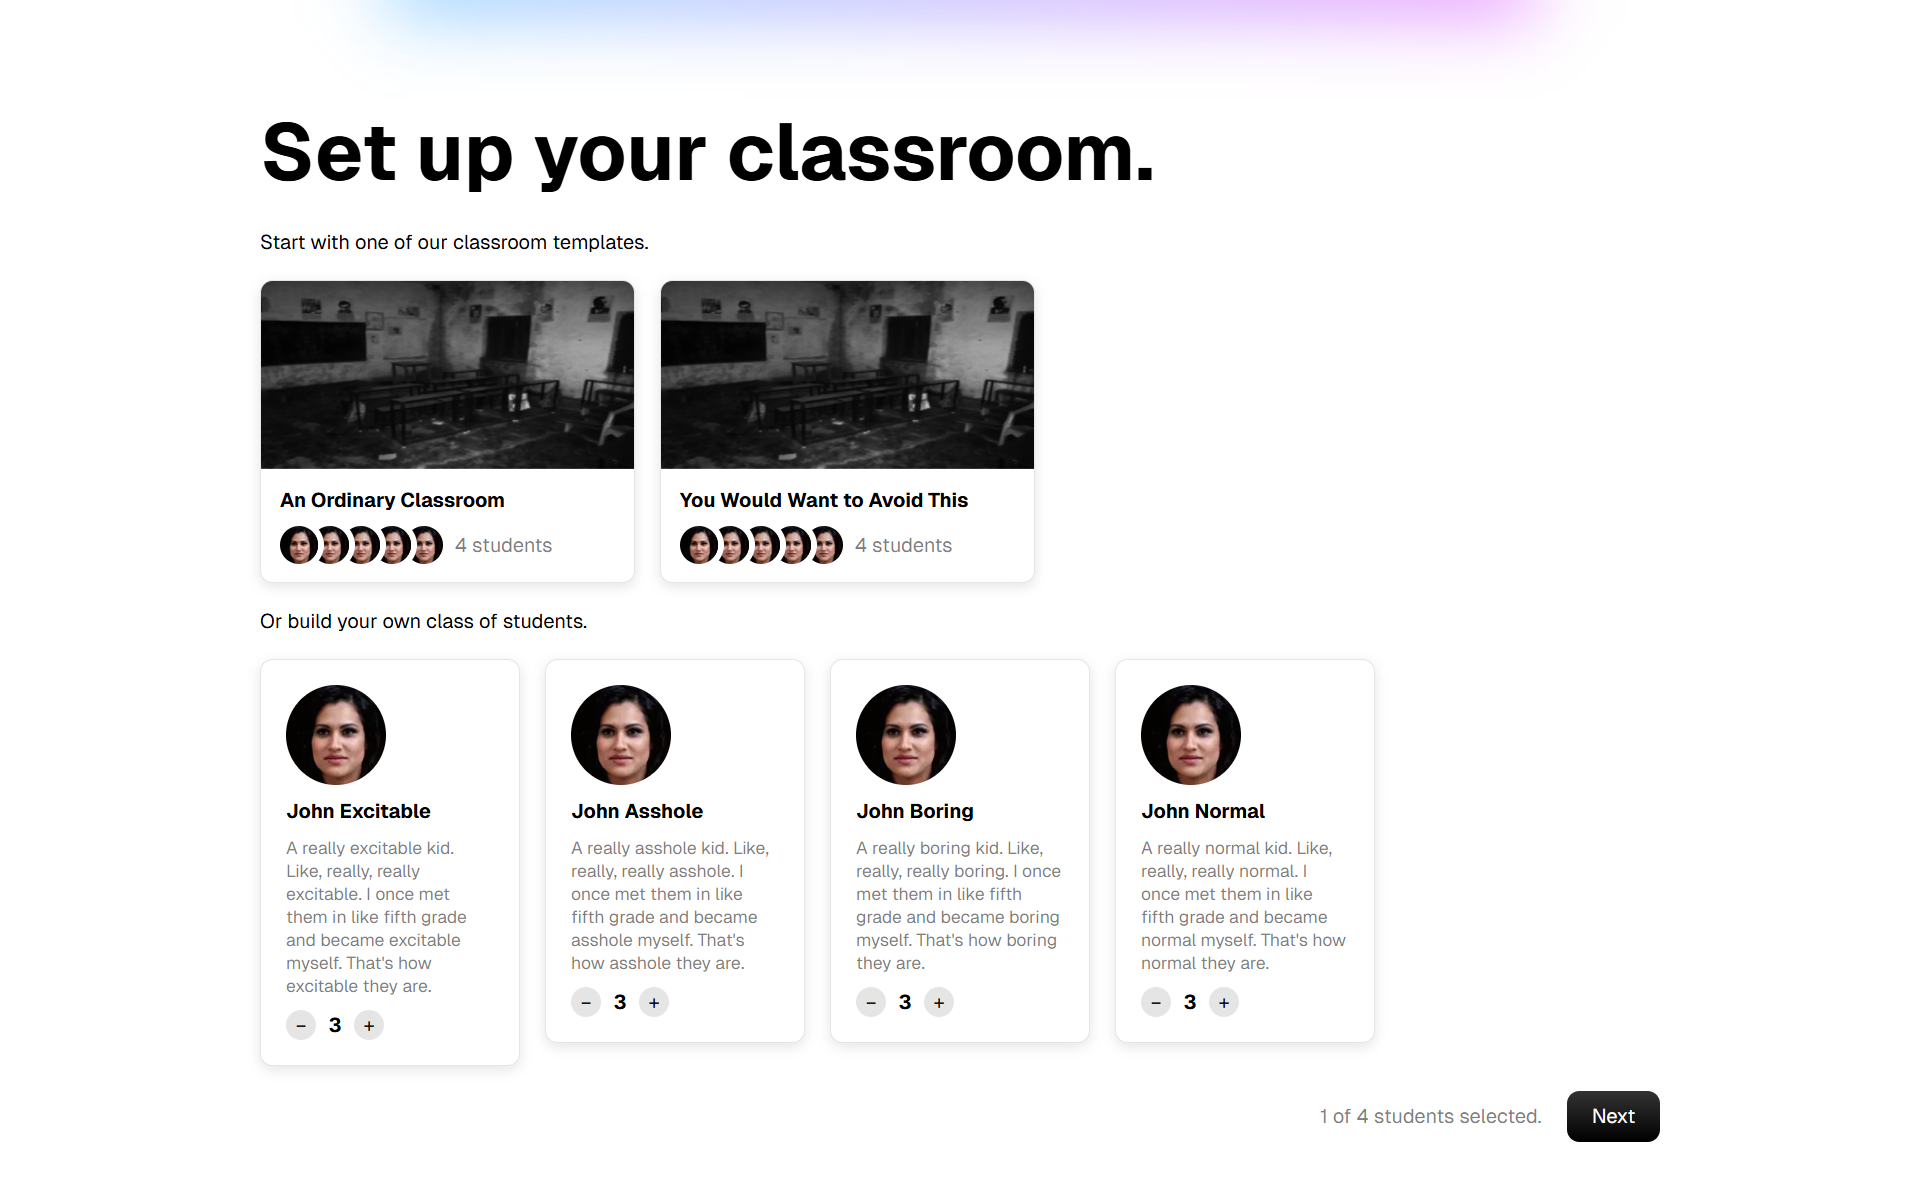 Set up your classroom.
Start with one of our classroom templates.
An Ordinary Classroom
4 students
You Would Want to Avoid This
4 students
Or build your own class of students.
John Excitable
A really excitable kid.
Like, really, really
excitable. I once met
them in like fifth grade
and became excitable
myself. That's how
excitable they are.
− 3 +
John Asshole
A really asshole kid. Like,
really, really asshole. I
once met them in like
fifth grade and became
asshole myself. That's
how asshole they are.
− 3 +
John Boring
A really boring kid. Like,
really, really boring. I once
met them in like fifth
grade and became boring
myself. That's how boring
they are.
− 3 +
John Normal
A really normal kid. Like,
really, really normal. I
once met them in like
fifth grade and became
normal myself. That's how
normal they are.
− 3 +
1 of 4 students selected.
Next